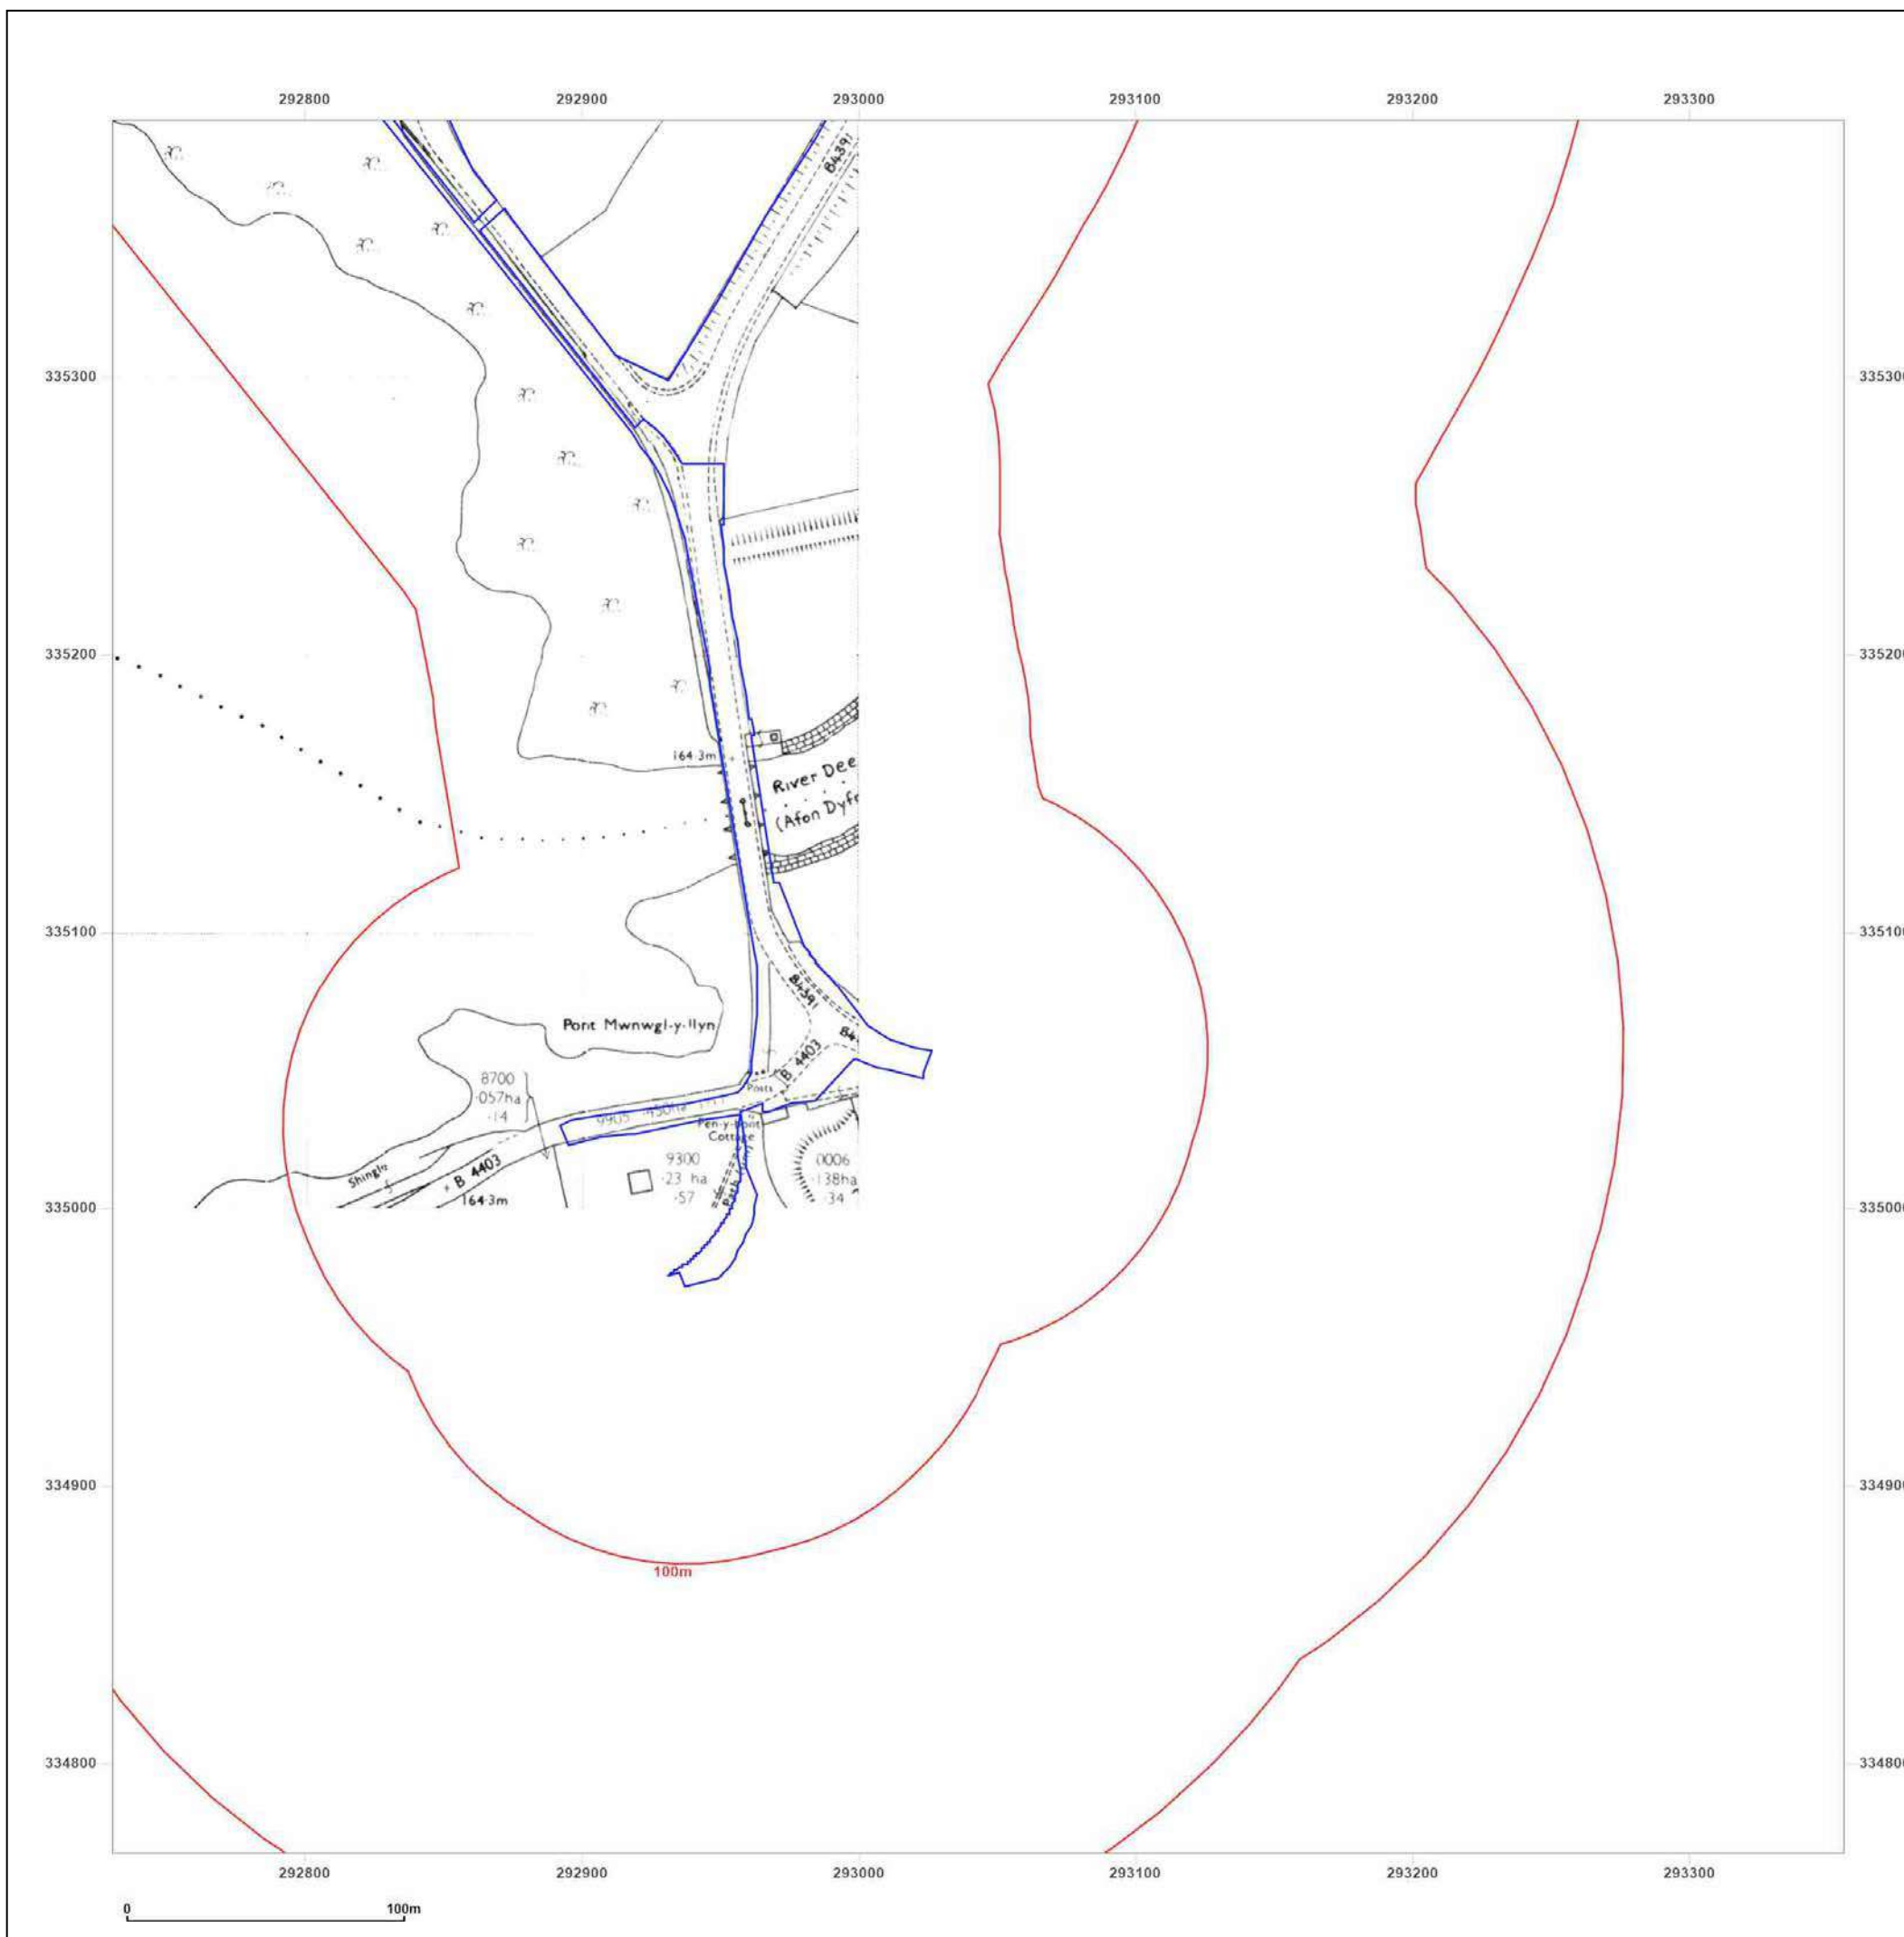 292800 292900 293000 293100 293200 293300
B4391
335300 335300
335200 335200
164·3m
River Dee
(Afon Dyfr
335100 335100
B4391
Pont Mwnwgl-y-llyn
B4
B 4403
8700
·057ha
·14
Posts
9905
Pen-y-bont
Cottage
Shingle
B 4403
164·3m
9300
·23 ha
·57
Path
0006
·138ha
·34
335000 335000
334900 334900
100m
334800 334800
292800 292900 293000 293100 293200 293300
0 100m